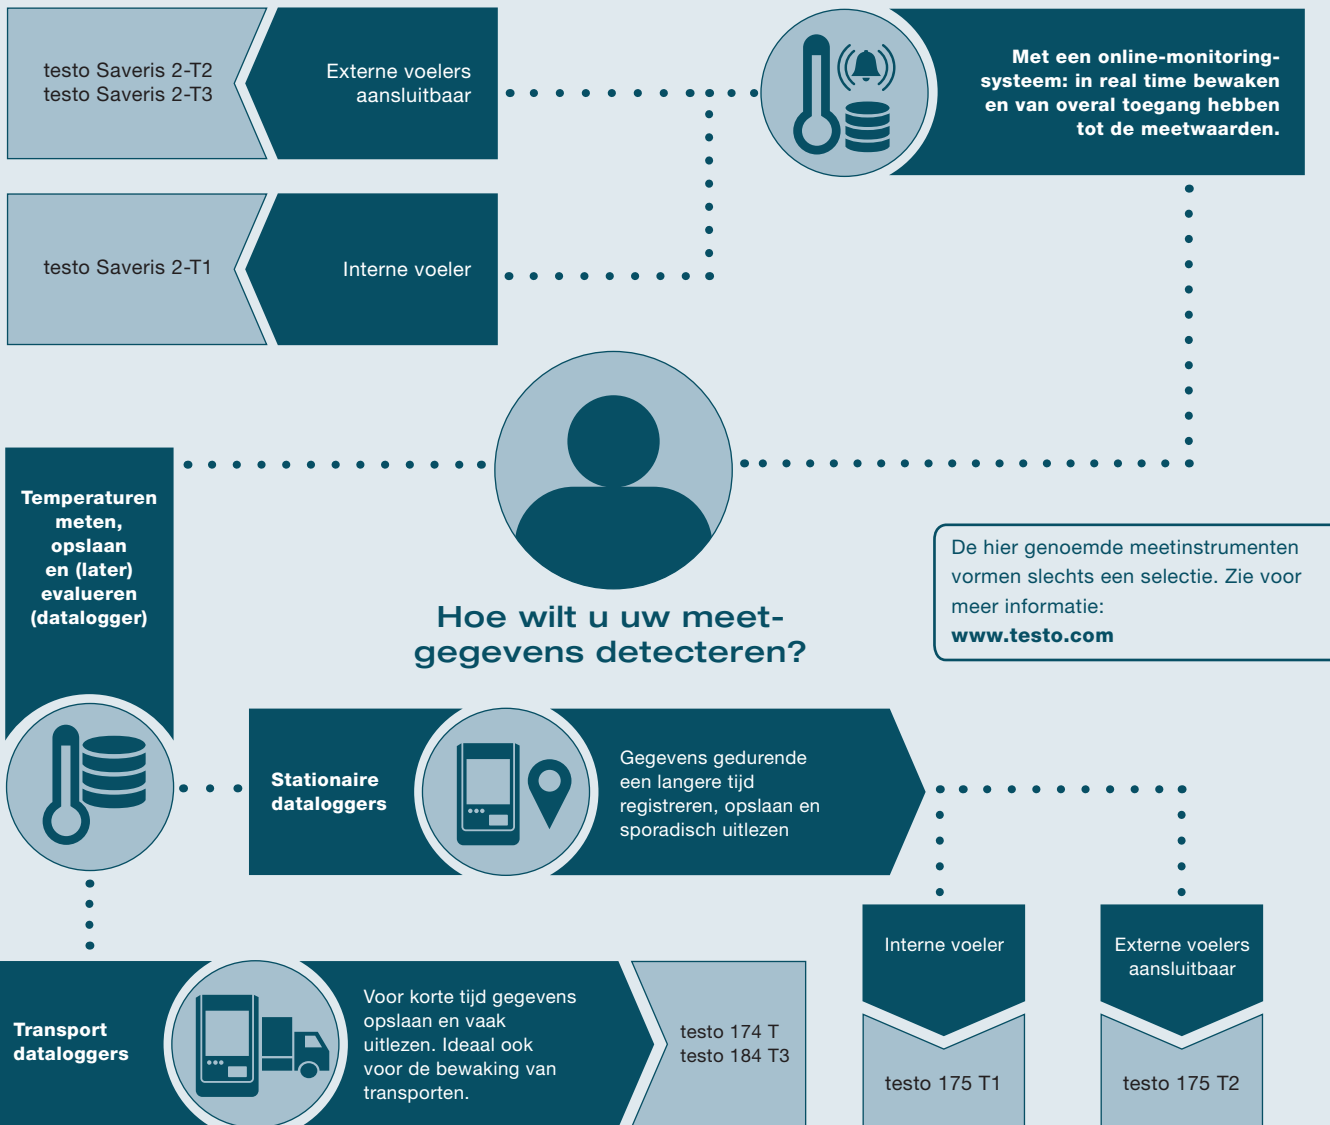 testo Saveris 2-T2
testo Saveris 2-T3
Externe voelers
aansluitbaar
Met een online-monitoring-
systeem: in real time bewaken
en van overal toegang hebben
tot de meetwaarden.
testo Saveris 2-T1
Interne voeler
Temperaturen
meten,
opslaan
en (later)
evalueren
(datalogger)
Hoe wilt u uw meet-
gegevens detecteren?
De hier genoemde meetinstrumenten
vormen slechts een selectie. Zie voor
meer informatie:
www.testo.com
Stationaire
dataloggers
Gegevens gedurende
een langere tijd
registreren, opslaan en
sporadisch uitlezen
Interne voeler
Externe voelers
aansluitbaar
Transport
dataloggers
Voor korte tijd gegevens
opslaan en vaak
uitlezen. Ideaal ook
voor de bewaking van
transporten.
testo 174 T
testo 184 T3
testo 175 T1
testo 175 T2